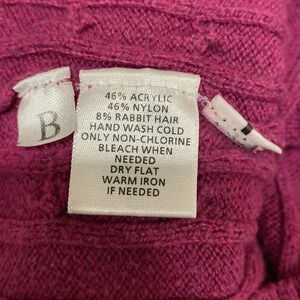 B
46% ACRYLIC
46% NYLON
8% RABBIT HAIR
HAND WASH COLD
ONLY NON-CHLORINE
BLEACH WHEN
NEEDED
DRY FLAT
WARM IRON
IF NEEDED